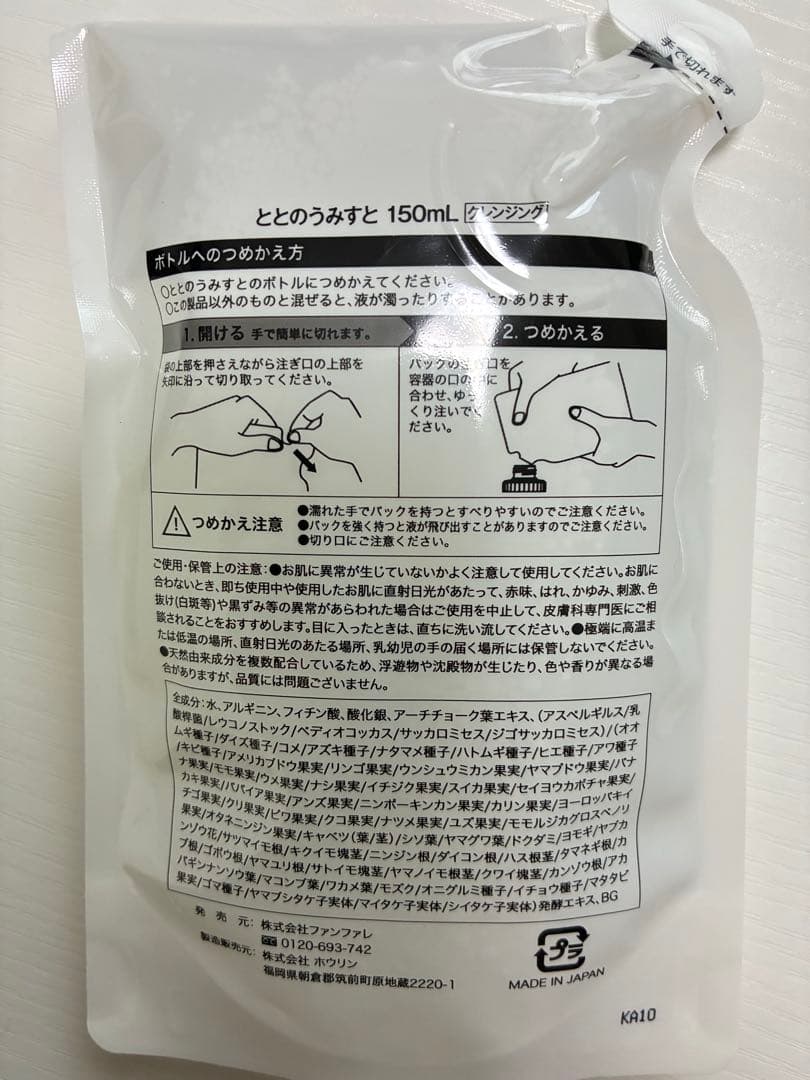 手で切れます
ととのうみすと 150mL クレンジング
ボトルへのつめかえ方
○ととのうみすとのボトルにつめかえてください。
○この製品以外のものと混ぜると、液が濁ったりすることがあります。
1. 開ける 手で簡単に切れます。
袋の上部を押さえながら注ぎ口の上部を
矢印に沿って切り取ってください。
2. つめかえる
パックの注ぎ口を
容器の口の中に
合わせ、ゆっ
くり注いでく
ださい。
つめかえ注意
●濡れた手でパックを持つとすべりやすいのでご注意ください。
●パックを強く持つと液が飛び出すことがありますのでご注意ください。
●切り口にご注意ください。
ご使用・保管上の注意：●お肌に異常が生じていないかよく注意して使用してください。お肌に
合わないとき、即ち使用中や使用したお肌に直射日光があたって、赤味、はれ、かゆみ、刺激、色
抜け(白斑等)や黒ずみ等の異常があらわれた場合はご使用を中止して、皮膚科専門医にご相
談されることをおすすめします。目に入ったときは、直ちに洗い流してください。●極端に高温ま
たは低温の場所、直射日光のあたる場所、乳幼児の手の届く場所には保管しないでください。
●天然由来成分を複数配合しているため、浮遊物や沈殿物が生じたり、色や香りが異なる場
合がありますが、品質には問題ございません。
全成分：水、アルギニン、フィチン酸、酸化銀、アーチチョーク葉エキス、（アスペルギルス/乳
酸桿菌/レウコノストック/ペディオコッカス/サッカロミセス/ジゴサッカロミセス）/（オオ
ムギ種子/ダイズ種子/コメ/アズキ種子/ナタマメ種子/ハトムギ種子/ヒエ種子/アワ種子
/キビ種子/アメリカブドウ果実/リンゴ果実/ウンシュウミカン果実/ヤマブドウ果実/バナ
ナ果実/モモ果実/ウメ果実/ナシ果実/イチジク果実/スイカ果実/セイヨウカボチャ果実/
カキ果実/パパイア果実/アンズ果実/ニンポーキンカン果実/カリン果実/ヨーロッパキイ
チゴ果実/クリ果実/ビワ果実/クコ果実/ナツメ果実/ユズ果実/モモルジカグロスベノリ
果実/オタネニンジン果実/キャベツ（葉/茎）/シソ葉/ヤマグワ葉/ドクダミ/ヨモギ/ヤブカ
ンゾウ花/サツマイモ根/キクイモ塊茎/ニンジン根/ダイコン根/ハス根茎/タマネギ根/カ
ブ根/ゴボウ根/ヤマユリ根/サトイモ塊茎/ヤマノイモ根茎/クワイ塊茎/カンゾウ根/アカ
バギンナンソウ葉/マコンブ葉/ワカメ葉/モズク/オニグルミ種子/イチョウ種子/マタタビ
果実/ゴマ種子/ヤマブシタケ子実体/マイタケ子実体/シイタケ子実体）発酵エキス、BG
発売元：株式会社ファンファレ
0120-693-742
製造販売元：株式会社 ホウリン
福岡県朝倉郡筑前町原地蔵2220-1
プラ
MADE IN JAPAN
KA10